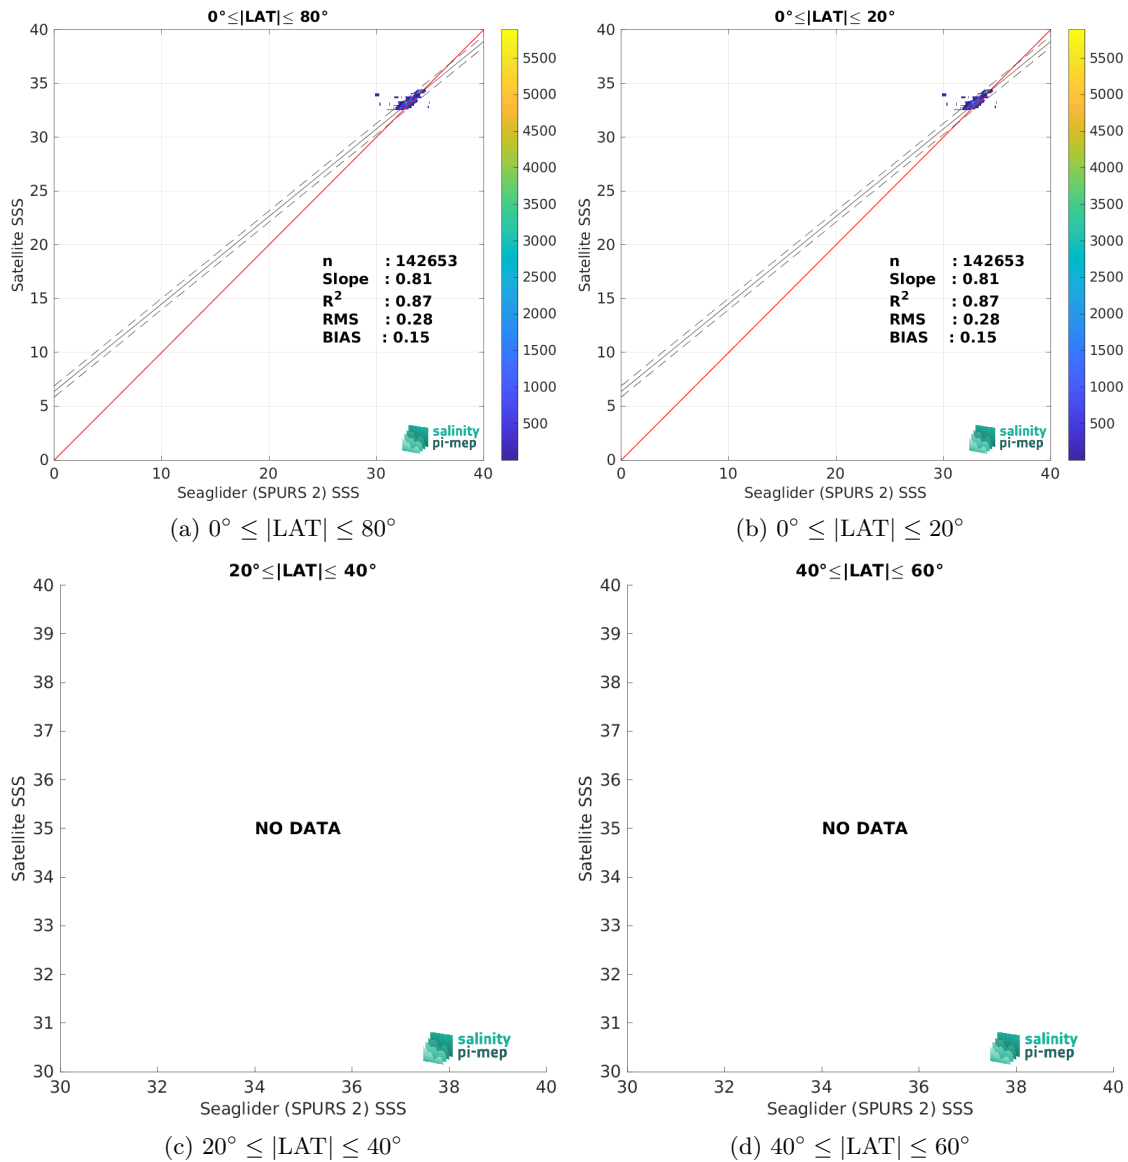 0°≤|LAT|≤ 80°
40
35
30
25
20
15
10
5
0
Satellite SSS
n : 142653
Slope : 0.81
R² : 0.87
RMS : 0.28
BIAS : 0.15
5500
5000
4500
4000
3500
3000
2500
2000
1500
1000
500
salinity
pi-mep
0 10 20 30 40
Seaglider (SPURS 2) SSS
(a) 0° ≤ |LAT| ≤ 80°
0°≤|LAT|≤ 20°
40
35
30
25
20
15
10
5
0
Satellite SSS
n : 142653
Slope : 0.81
R² : 0.87
RMS : 0.28
BIAS : 0.15
5500
5000
4500
4000
3500
3000
2500
2000
1500
1000
500
salinity
pi-mep
0 10 20 30 40
Seaglider (SPURS 2) SSS
(b) 0° ≤ |LAT| ≤ 20°
20°≤|LAT|≤ 40°
40
39
38
37
36
35
34
33
32
31
30
Satellite SSS
NO DATA
salinity
pi-mep
30 32 34 36 38 40
Seaglider (SPURS 2) SSS
(c) 20° ≤ |LAT| ≤ 40°
40°≤|LAT|≤ 60°
40
39
38
37
36
35
34
33
32
31
30
Satellite SSS
NO DATA
salinity
pi-mep
30 32 34 36 38 40
Seaglider (SPURS 2) SSS
(d) 40° ≤ |LAT| ≤ 60°